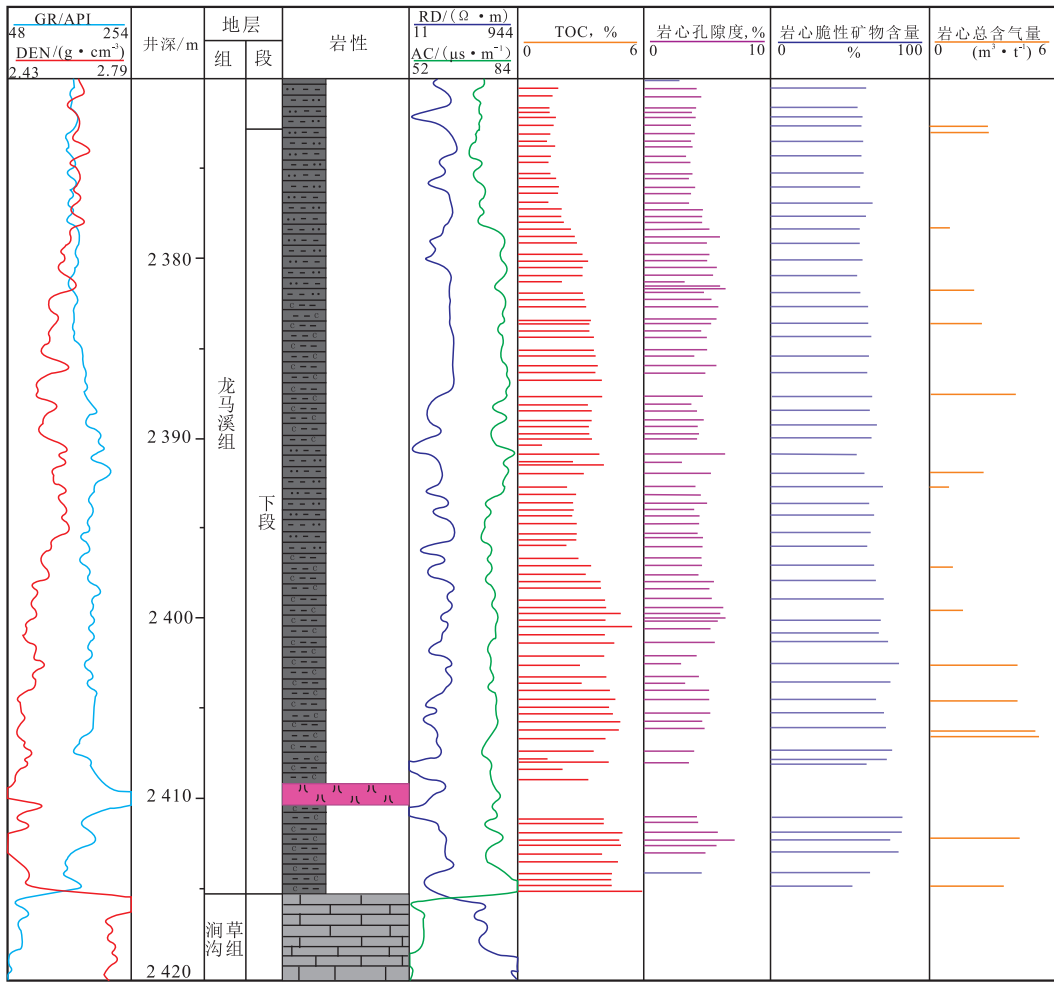 GR/API
48 254
DEN/(g·cm⁻³)
2.43 2.79
井深/m
地层
组 段
岩性
RD/(Ω·m)
11 944
AC/(μs·m⁻¹)
52 84
TOC, %
0 6
岩心孔隙度,%
0 10
岩心脆性矿物含量
0 % 100
岩心总含气量
0 (m³·t⁻¹) 6
2 380
2 390
2 400
2 410
2 420
龙马溪组
下段
涧草沟组